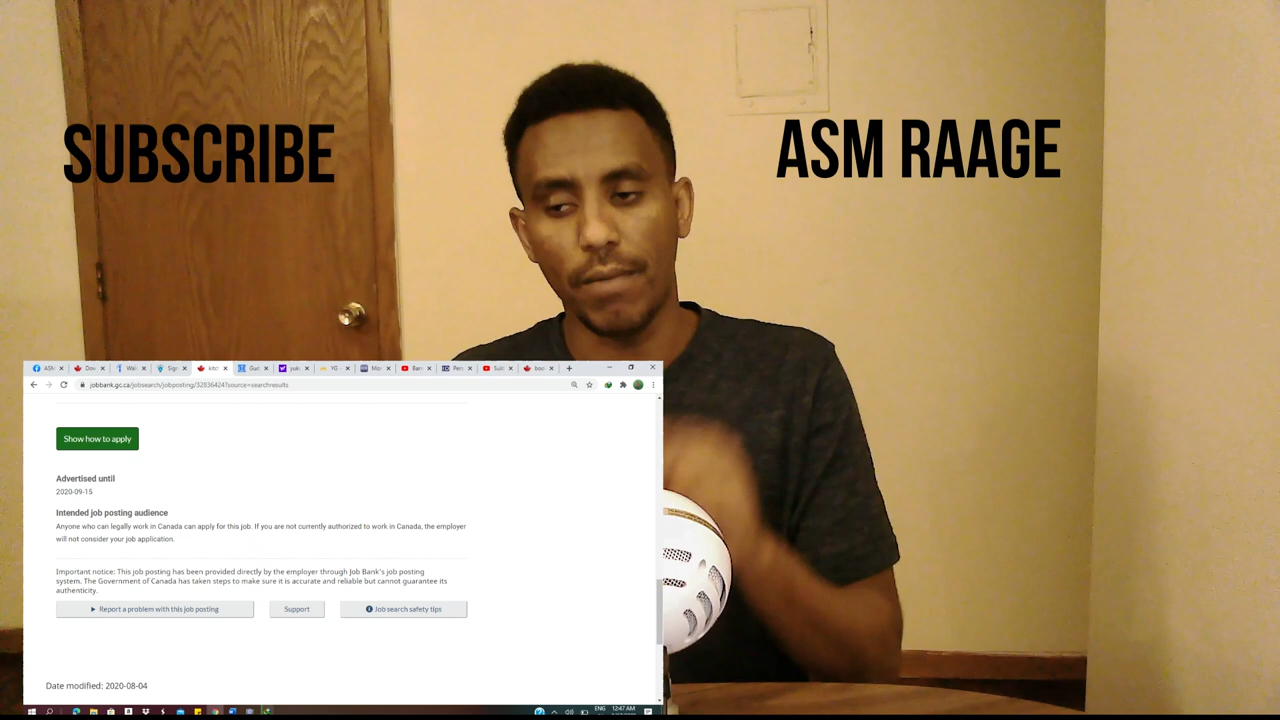 SUBSCRIBE
ASM RAAGE
jobbank.gc.ca/jobsearch/jobposting/32836424?source=searchresults
Show how to apply
Advertised until
2020-09-15
Intended job posting audience
Anyone who can legally work in Canada can apply for this job. If you are not currently authorized to work in Canada, the employer
will not consider your job application.
Important notice: This job posting has been provided directly by the employer through Job Bank's job posting
system. The Government of Canada has taken steps to make sure it is accurate and reliable but cannot guarantee its
authenticity.
Report a problem with this job posting
Support
Job search safety tips
Date modified: 2020-08-04
ENG
12:47 AM